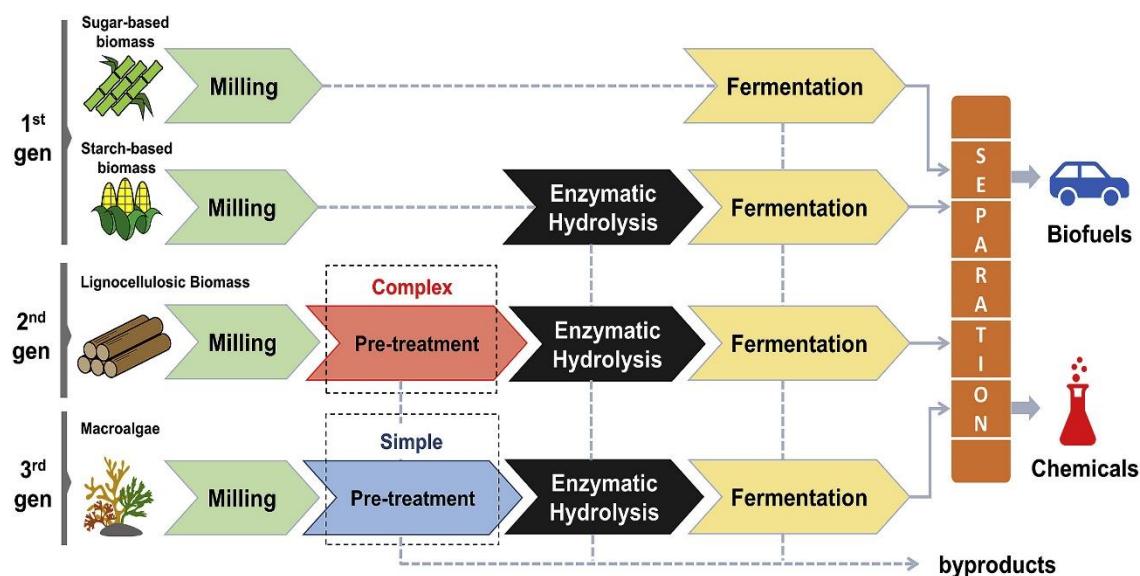 1st
gen
Sugar-based
biomass
Milling
Fermentation
Starch-based
biomass
Milling
Enzymatic
Hydrolysis
Fermentation
2nd
gen
Lignocellulosic Biomass
Milling
Complex
Pre-treatment
Enzymatic
Hydrolysis
Fermentation
3rd
gen
Macroalgae
Milling
Simple
Pre-treatment
Enzymatic
Hydrolysis
Fermentation
SEPARATION
Biofuels
Chemicals
byproducts